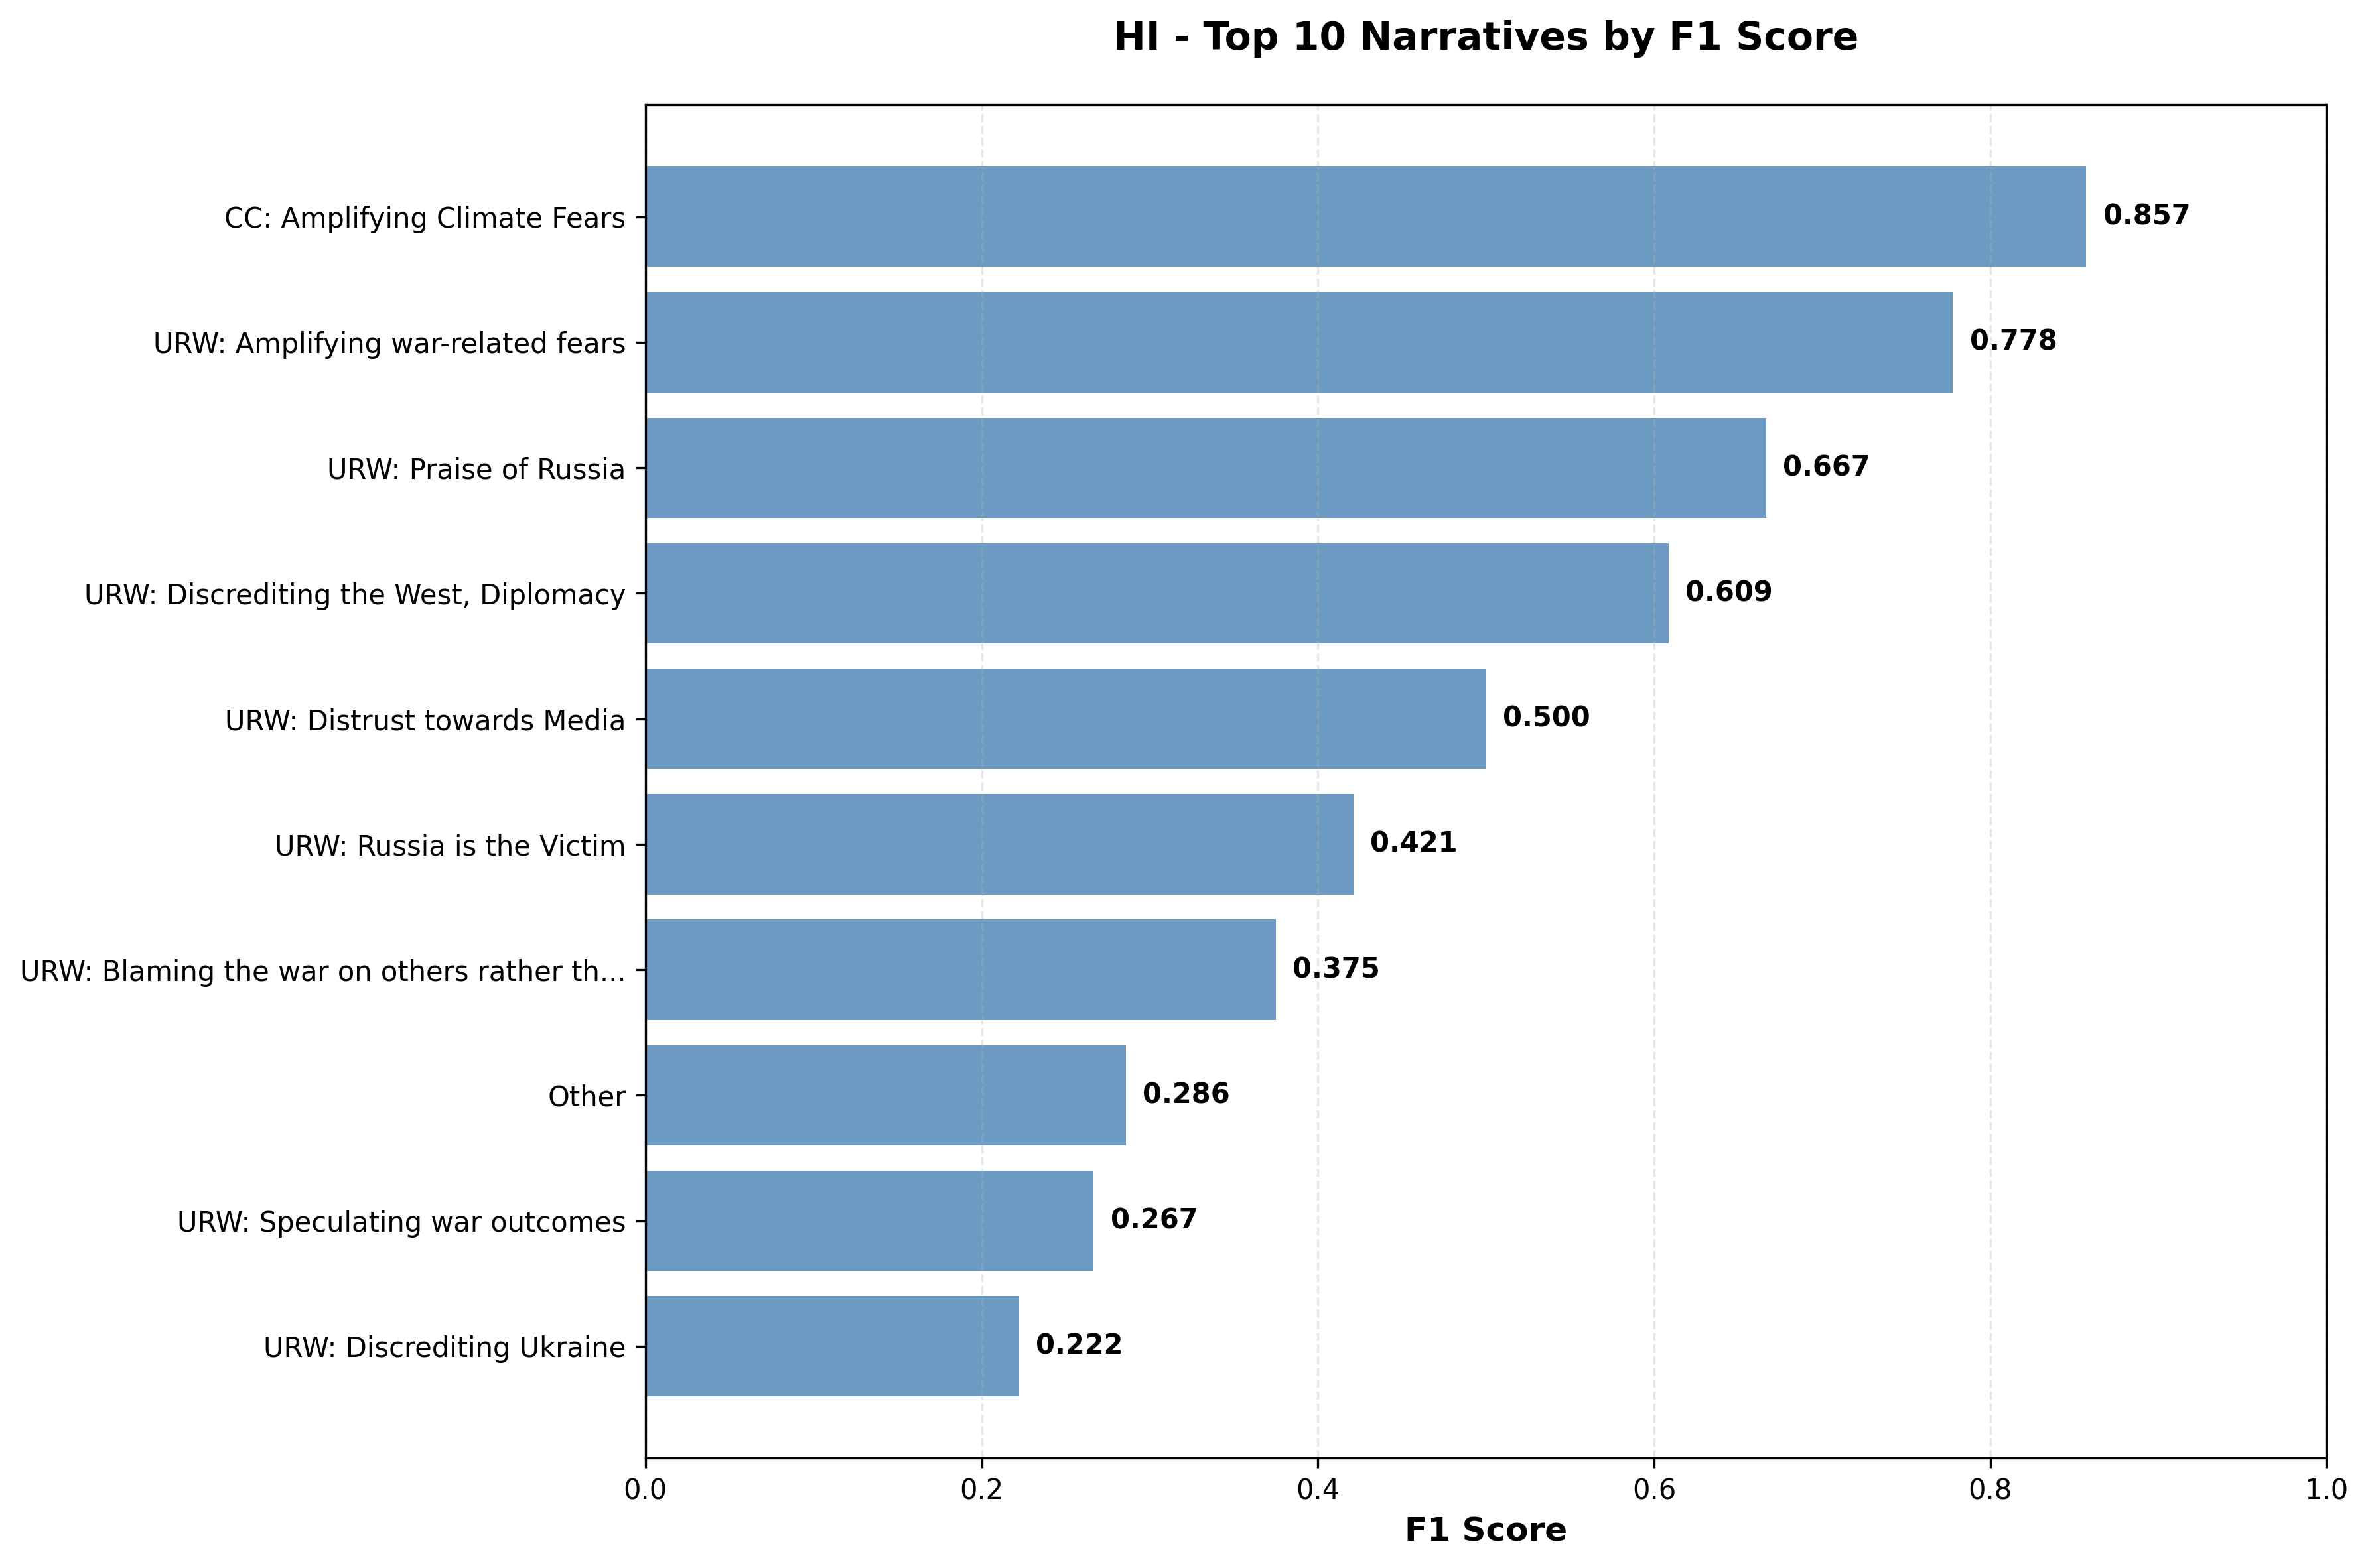 HI - Top 10 Narratives by F1 Score
CC: Amplifying Climate Fears 0.857
URW: Amplifying war-related fears 0.778
URW: Praise of Russia 0.667
URW: Discrediting the West, Diplomacy 0.609
URW: Distrust towards Media 0.500
URW: Russia is the Victim 0.421
URW: Blaming the war on others rather th... 0.375
Other 0.286
URW: Speculating war outcomes 0.267
URW: Discrediting Ukraine 0.222
0.0 0.2 0.4 0.6 0.8 1.0
F1 Score